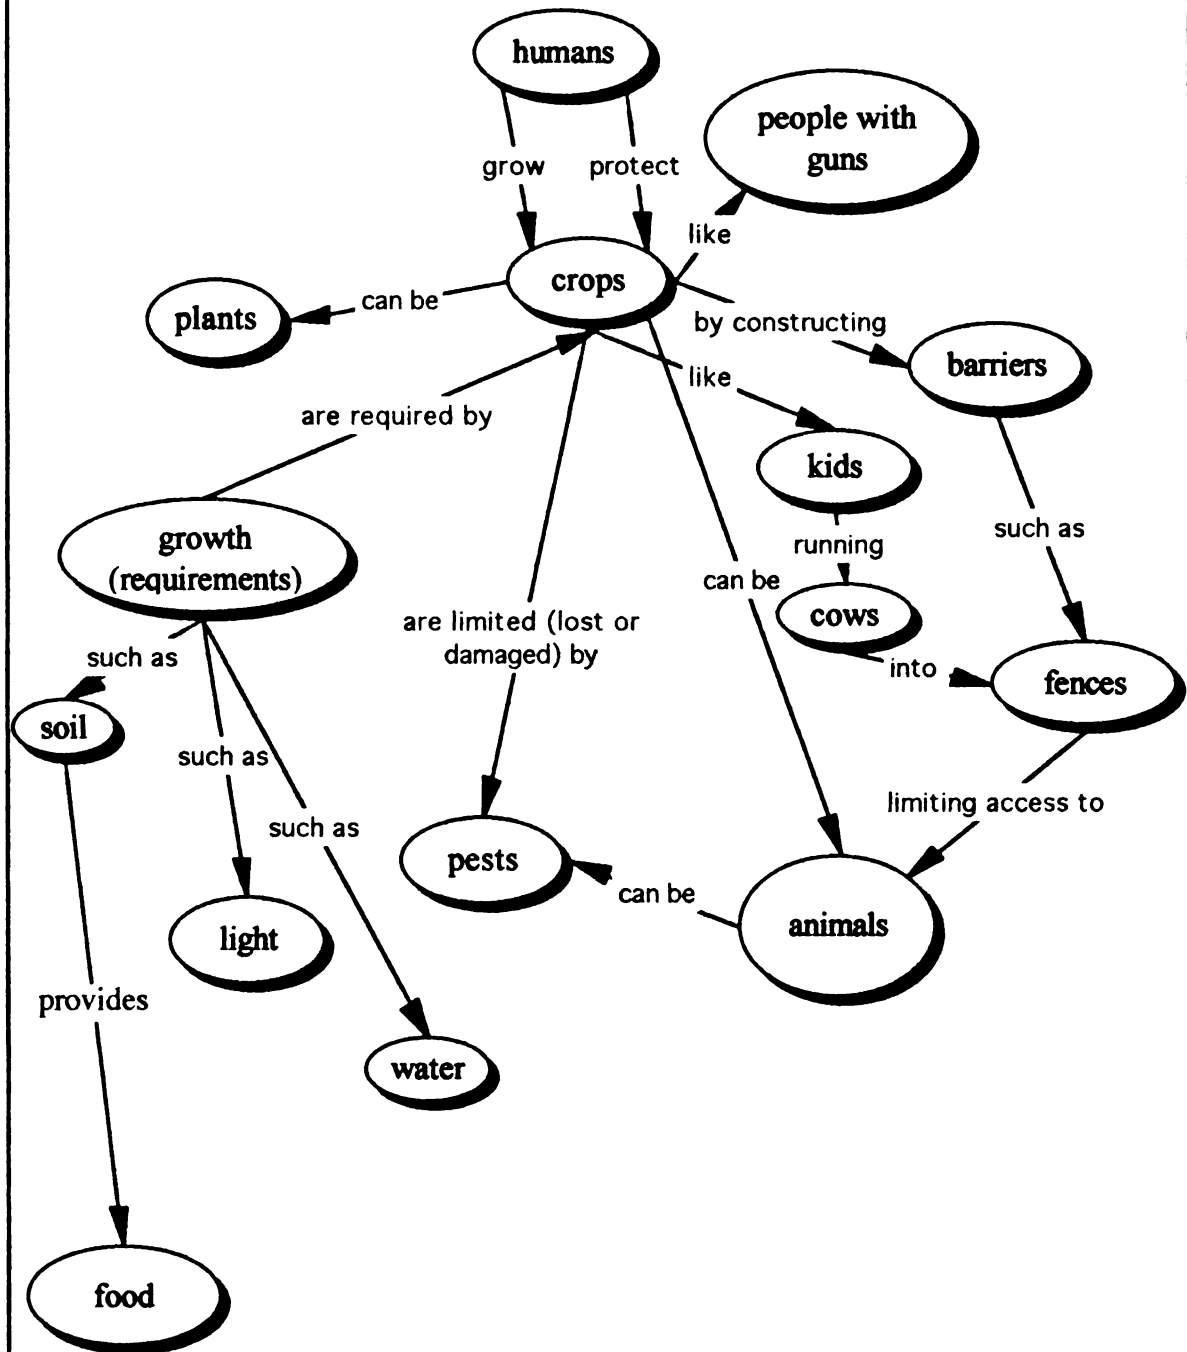 humans
people with
guns
grow
protect
like
crops
plants
can be
by constructing
barriers
like
are required by
kids
growth
(requirements)
running
such as
can be
cows
are limited (lost or
damaged) by
such as
into
fences
soil
such as
limiting access to
such as
pests
can be
animals
light
provides
water
food